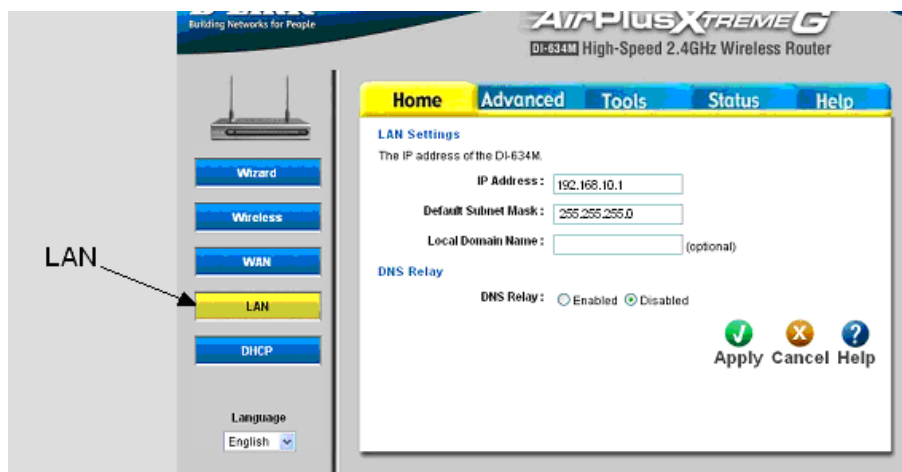 Building Networks for People
AirPlus XTREME G
DI-634M High-Speed 2.4GHz Wireless Router
Home Advanced Tools Status Help
LAN Settings
The IP address of the DI-634M.
IP Address : 192.168.10.1
Default Subnet Mask : 255.255.255.0
Local Domain Name : (optional)
DNS Relay
DNS Relay : Enabled Disabled
Apply Cancel Help
Wizard
Wireless
WAN
LAN
LAN
DHCP
Language
English